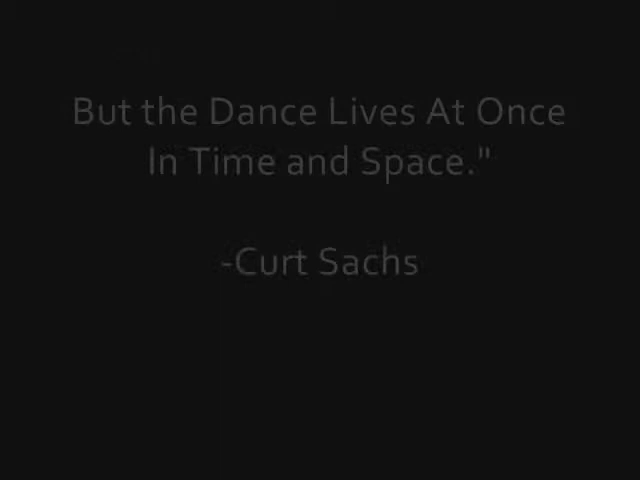 But the Dance Lives At Once
In Time and Space."
-Curt Sachs